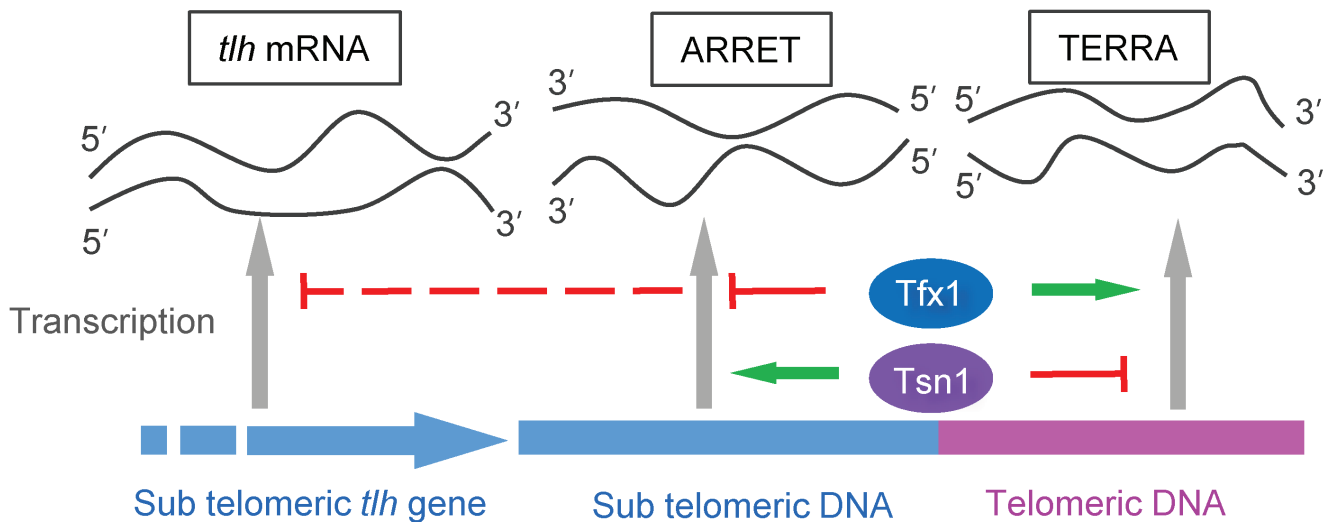 tlh mRNA
ARRET
TERRA
3′
5′
5′
5′
3′
3′
5′
3′
5′
3′
3′
5′
5′
Tfx1
Transcription
Tsn1
Sub telomeric tlh gene
Sub telomeric DNA
Telomeric DNA